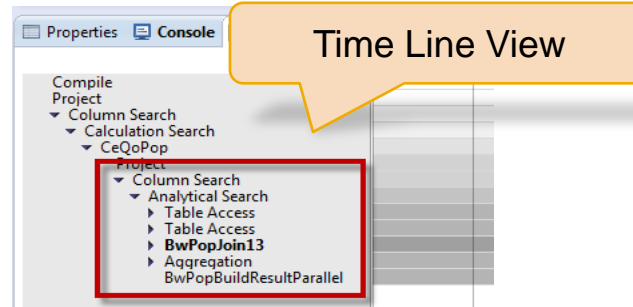 Properties Console
Time Line View
Compile
Project
Column Search
Calculation Search
CeQoPop
Project
Column Search
Analytical Search
Table Access
Table Access
BwPopJoin13
Aggregation
BwPopBuildResultParallel